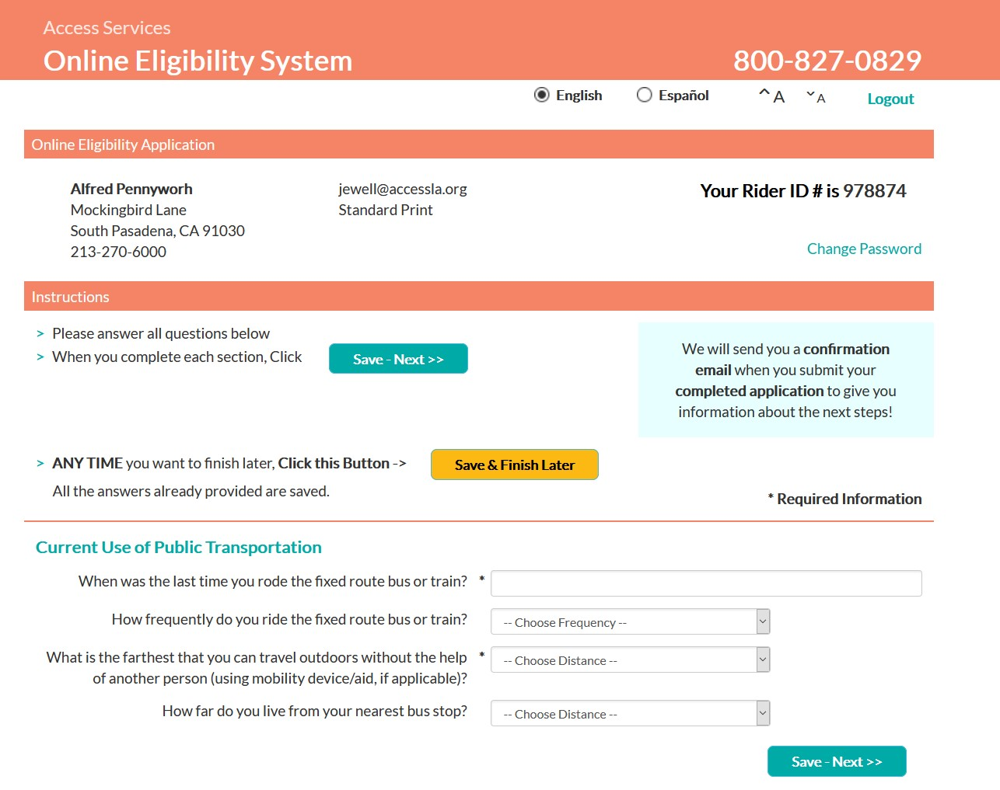 Access Services
Online Eligibility System
800-827-0829
English
Español
^ A
ˇ A
Logout
Online Eligibility Application
Alfred Pennyworh
Mockingbird Lane
South Pasadena, CA 91030
213-270-6000
jewell@accessla.org
Standard Print
Your Rider ID # is 978874
Change Password
Instructions
> Please answer all questions below
> When you complete each section, Click
Save - Next >>
We will send you a confirmation
email when you submit your
completed application to give you
information about the next steps!
> ANY TIME you want to finish later, Click this Button ->
Save & Finish Later
All the answers already provided are saved.
* Required Information
Current Use of Public Transportation
When was the last time you rode the fixed route bus or train? *
How frequently do you ride the fixed route bus or train?
-- Choose Frequency --
What is the farthest that you can travel outdoors without the help *
of another person (using mobility device/aid, if applicable)?
-- Choose Distance --
How far do you live from your nearest bus stop?
-- Choose Distance --
Save - Next >>